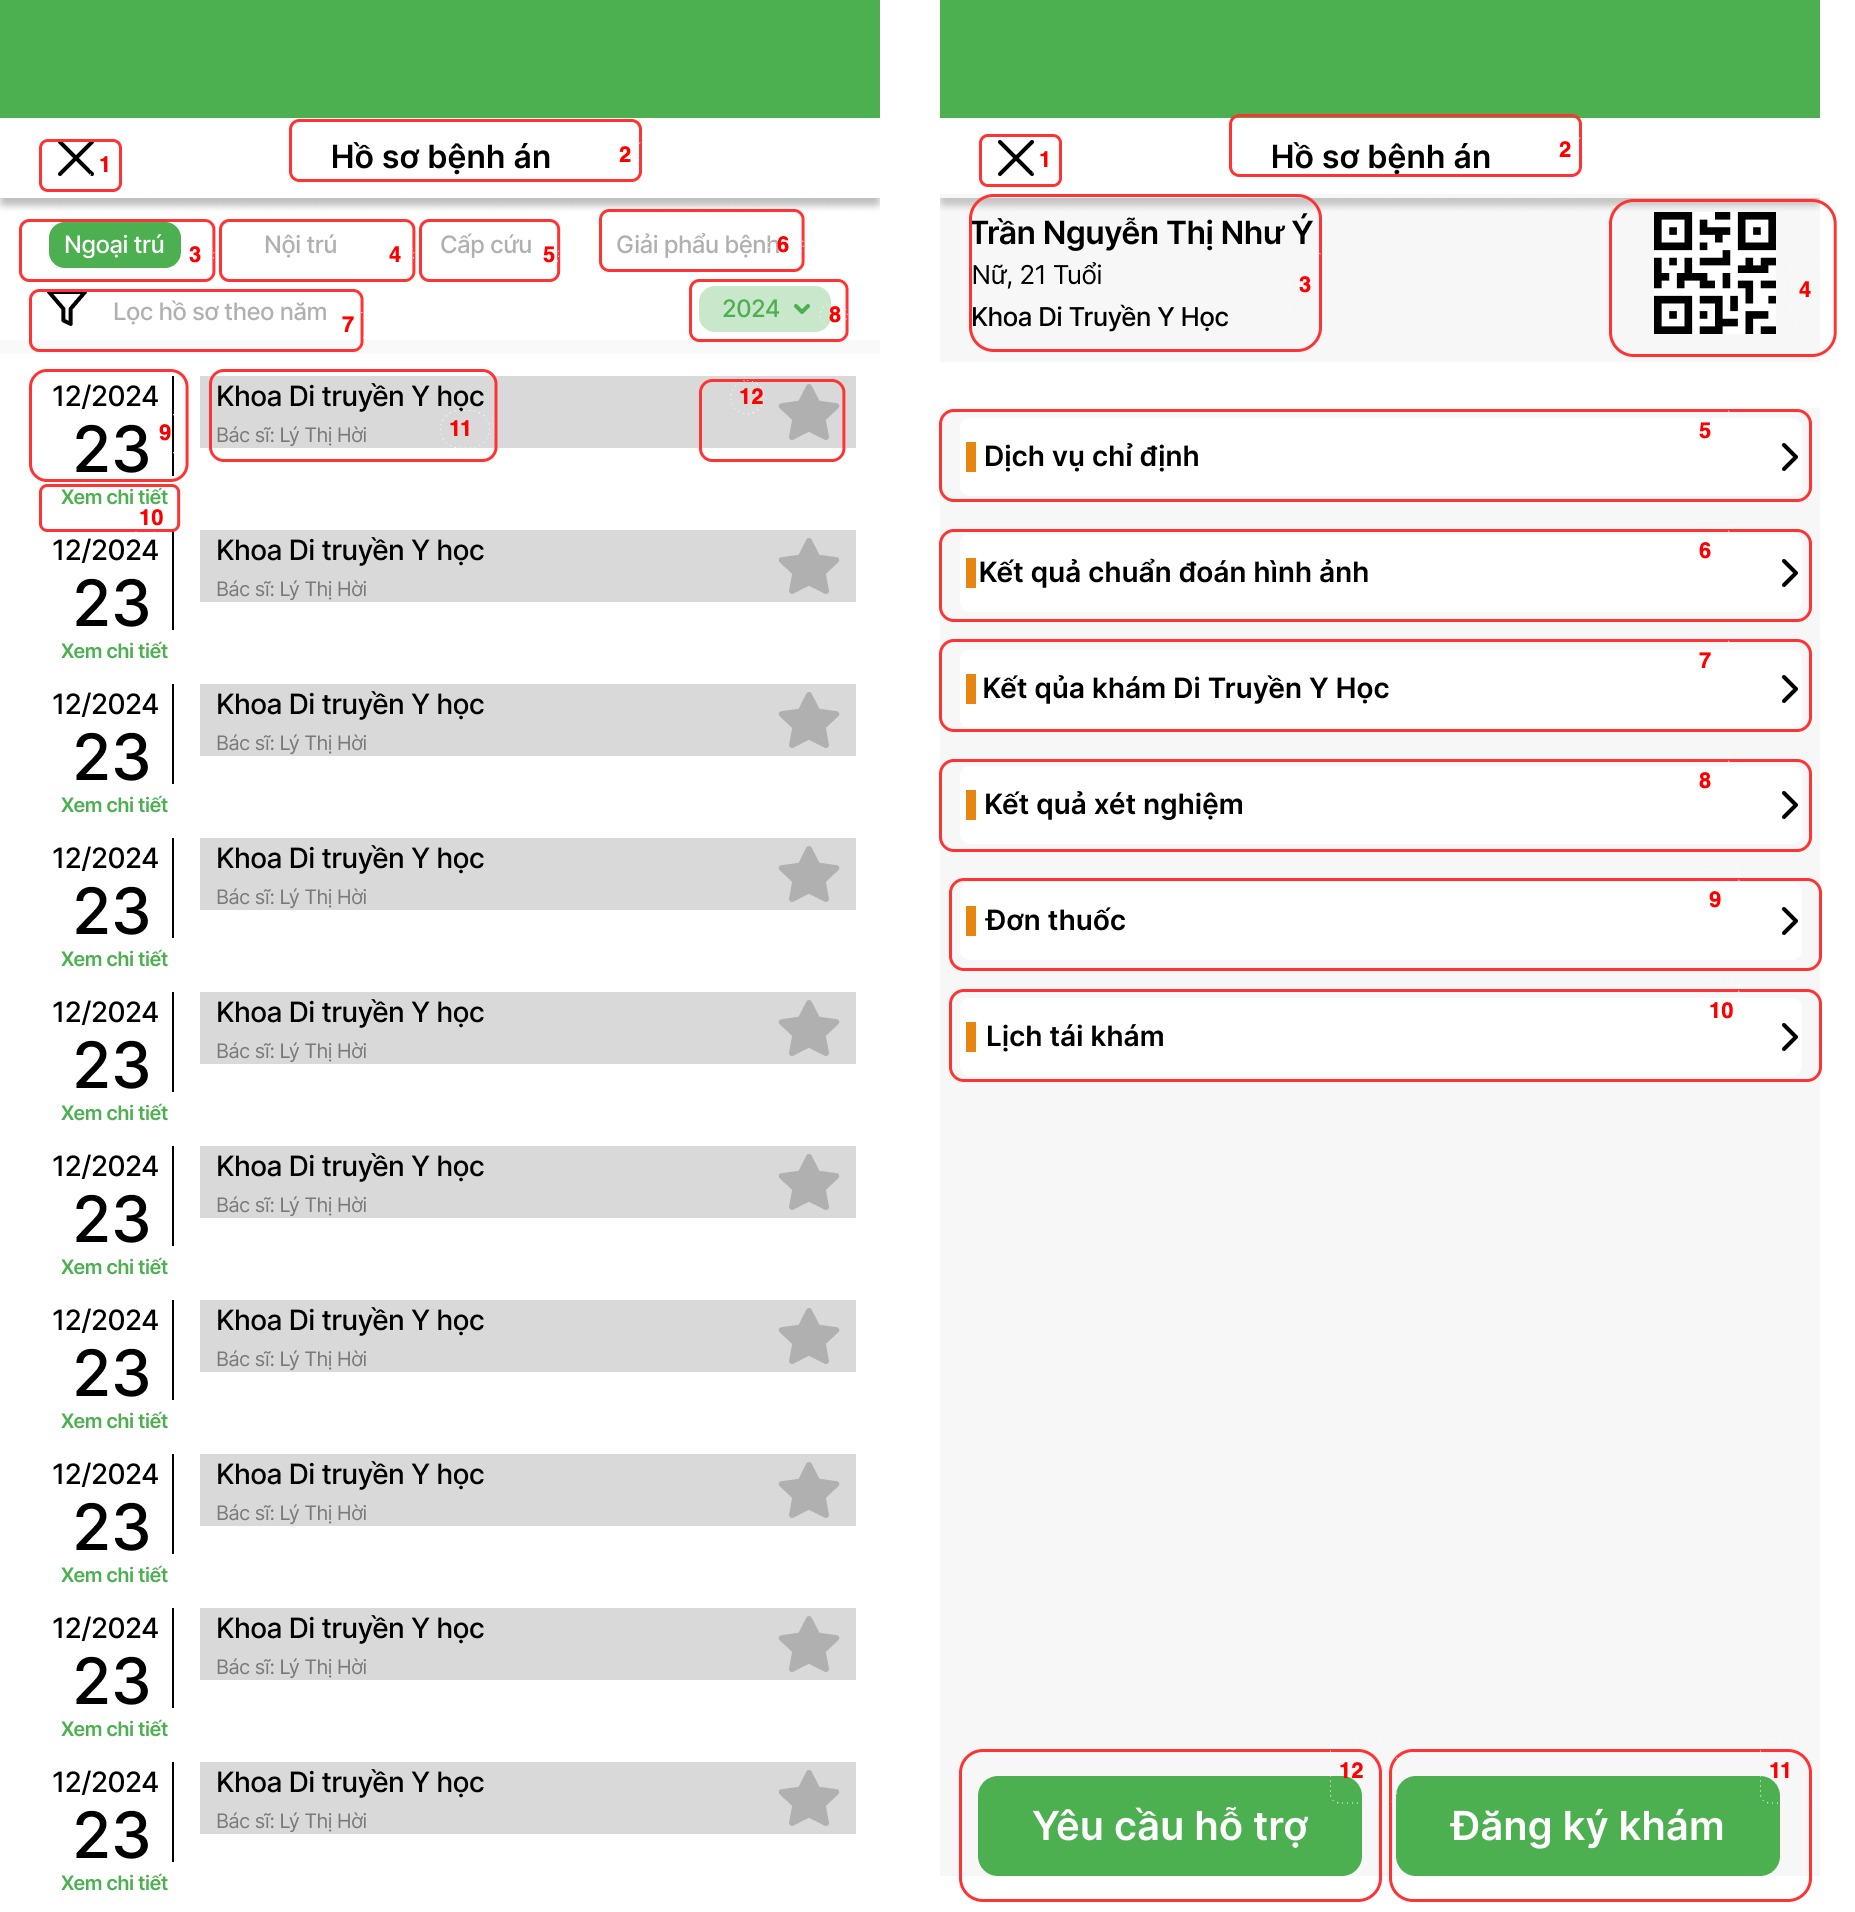 Hồ sơ bệnh án 2
1
Ngoại trú 3 Nội trú 4 Cấp cứu 5 Giải phẩu bệnh 6
Lọc hồ sơ theo năm 7 2024 8
12/2024 Khoa Di truyền Y học 12
23 9 Bác sĩ: Lý Thị Hời 11
Xem chi tiết
10
12/2024 Khoa Di truyền Y học
23 Bác sĩ: Lý Thị Hời
Xem chi tiết
12/2024 Khoa Di truyền Y học
23 Bác sĩ: Lý Thị Hời
Xem chi tiết
12/2024 Khoa Di truyền Y học
23 Bác sĩ: Lý Thị Hời
Xem chi tiết
12/2024 Khoa Di truyền Y học
23 Bác sĩ: Lý Thị Hời
Xem chi tiết
12/2024 Khoa Di truyền Y học
23 Bác sĩ: Lý Thị Hời
Xem chi tiết
12/2024 Khoa Di truyền Y học
23 Bác sĩ: Lý Thị Hời
Xem chi tiết
12/2024 Khoa Di truyền Y học
23 Bác sĩ: Lý Thị Hời
Xem chi tiết
12/2024 Khoa Di truyền Y học
23 Bác sĩ: Lý Thị Hời
Xem chi tiết
12/2024 Khoa Di truyền Y học
23 Bác sĩ: Lý Thị Hời
Xem chi tiết
1 Hồ sơ bệnh án 2
Trần Nguyễn Thị Như Ý
Nữ, 21 Tuổi 3 4
Khoa Di Truyền Y Học
Dịch vụ chỉ định 5
Kết quả chuẩn đoán hình ảnh 6
Kết qủa khám Di Truyền Y Học 7
Kết quả xét nghiệm 8
Đơn thuốc 9
Lịch tái khám 10
Yêu cầu hỗ trợ 12 Đăng ký khám 11